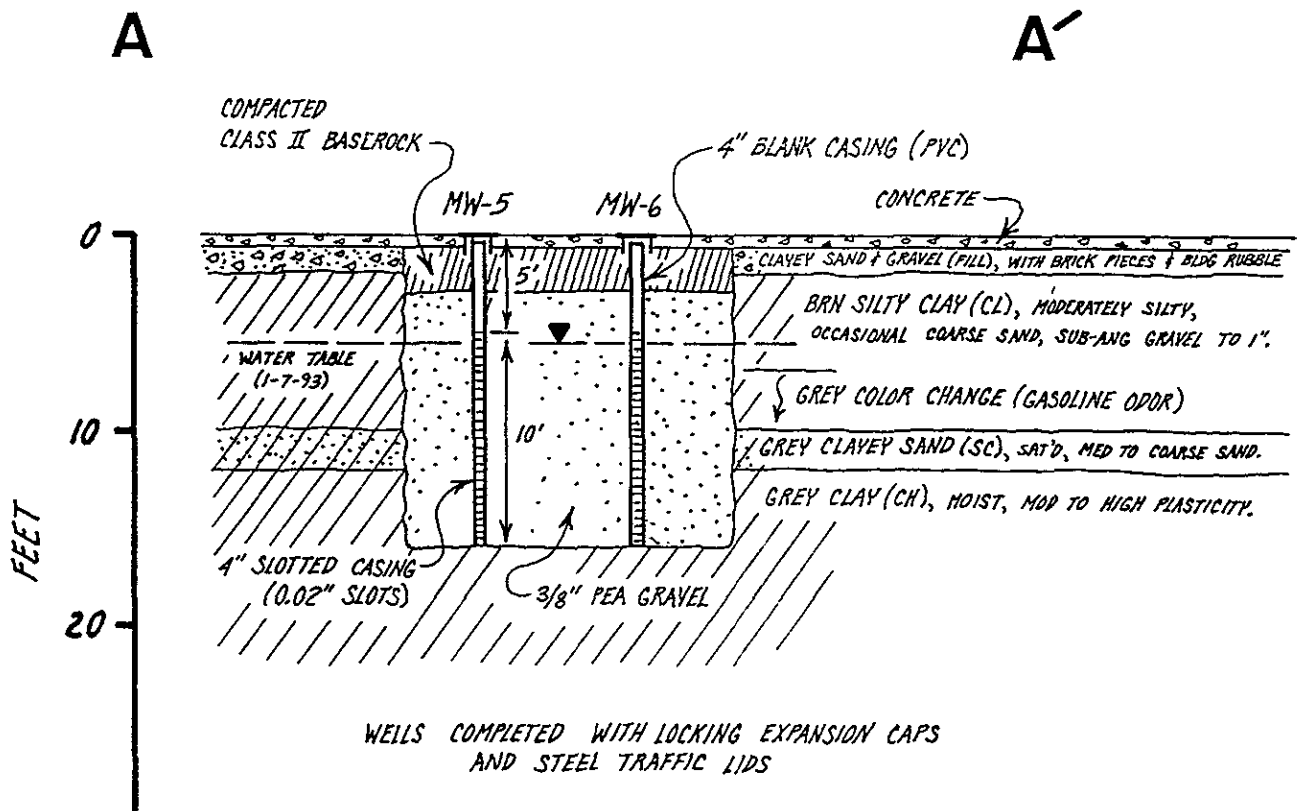 A
A′
COMPACTED
CLASS II BASEROCK
4" BLANK CASING (PVC)
MW-5
MW-6
CONCRETE
0
CLAYEY SAND & GRAVEL (FILL), WITH BRICK PIECES & BLDG RUBBLE
5'
BRN SILTY CLAY (CL), MODERATELY SILTY,
OCCASIONAL COARSE SAND, SUB-ANG GRAVEL TO 1".
WATER TABLE
(1-7-93)
GREY COLOR CHANGE (GASOLINE ODOR)
10
10'
GREY CLAYEY SAND (SC), SAT'D, MED TO COARSE SAND.
GREY CLAY (CH), MOIST, MOD TO HIGH PLASTICITY.
FEET
4" SLOTTED CASING
(0.02" SLOTS)
3/8" PEA GRAVEL
20
WELLS COMPLETED WITH LOCKING EXPANSION CAPS
AND STEEL TRAFFIC LIDS